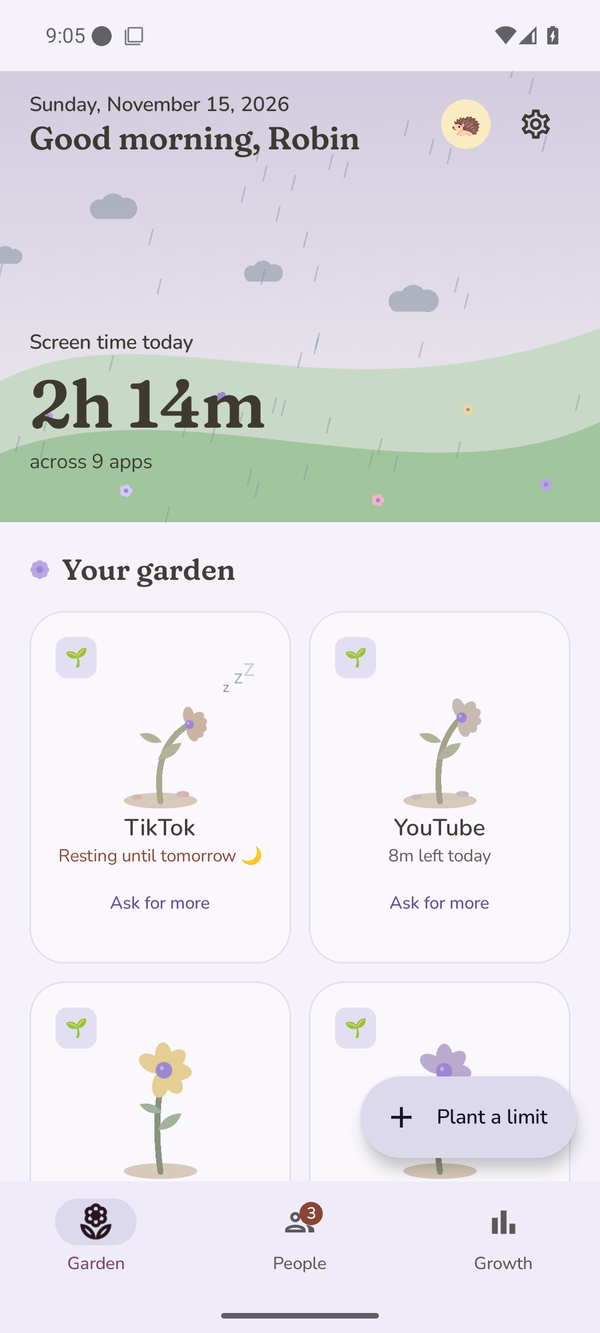 9:05
Sunday, November 15, 2026
Good morning, Robin
Screen time today
2h 14m
across 9 apps
Your garden
z z Z
TikTok
Resting until tomorrow 🌙
Ask for more
YouTube
8m left today
Ask for more
+ Plant a limit
3
Garden
People
Growth